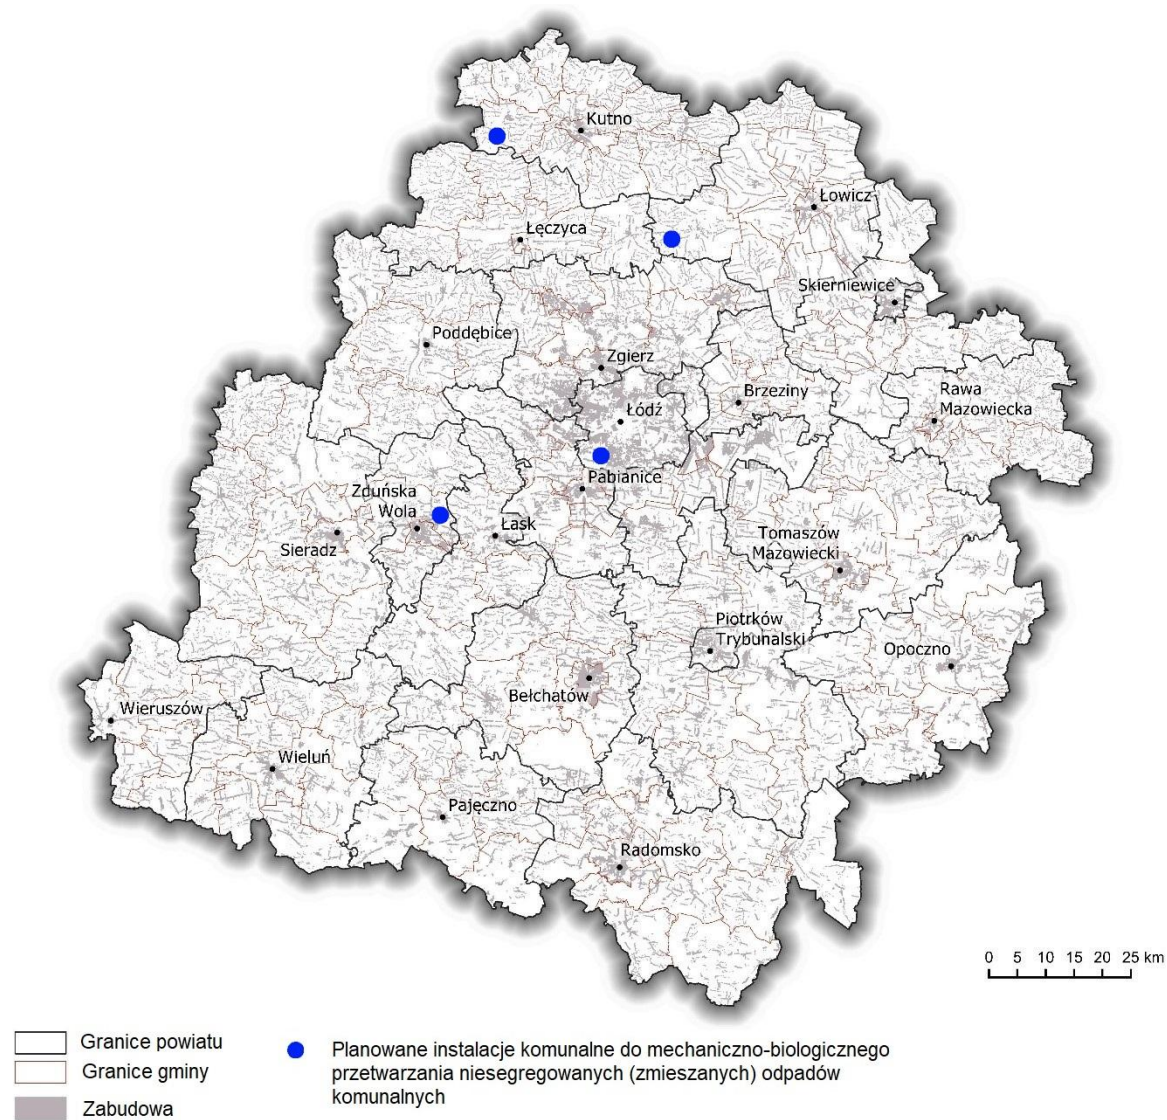 Kutno
Łowicz
Łęczyca
Skierniewice
Poddębice
Zgierz
Łódź
Brzeziny
Rawa
Mazowiecka
Pabianice
Zduńska
Wola
Łask
Sieradz
Tomaszów
Mazowiecki
Piotrków
Trybunalski
Opoczno
Bełchatów
Wieruszów
Wieluń
Pajęczno
Radomsko
0 5 10 15 20 25 km
Granice powiatu
Granice gminy
Zabudowa
Planowane instalacje komunalne do mechaniczno-biologicznego
przetwarzania niesegregowanych (zmieszanych) odpadów
komunalnych